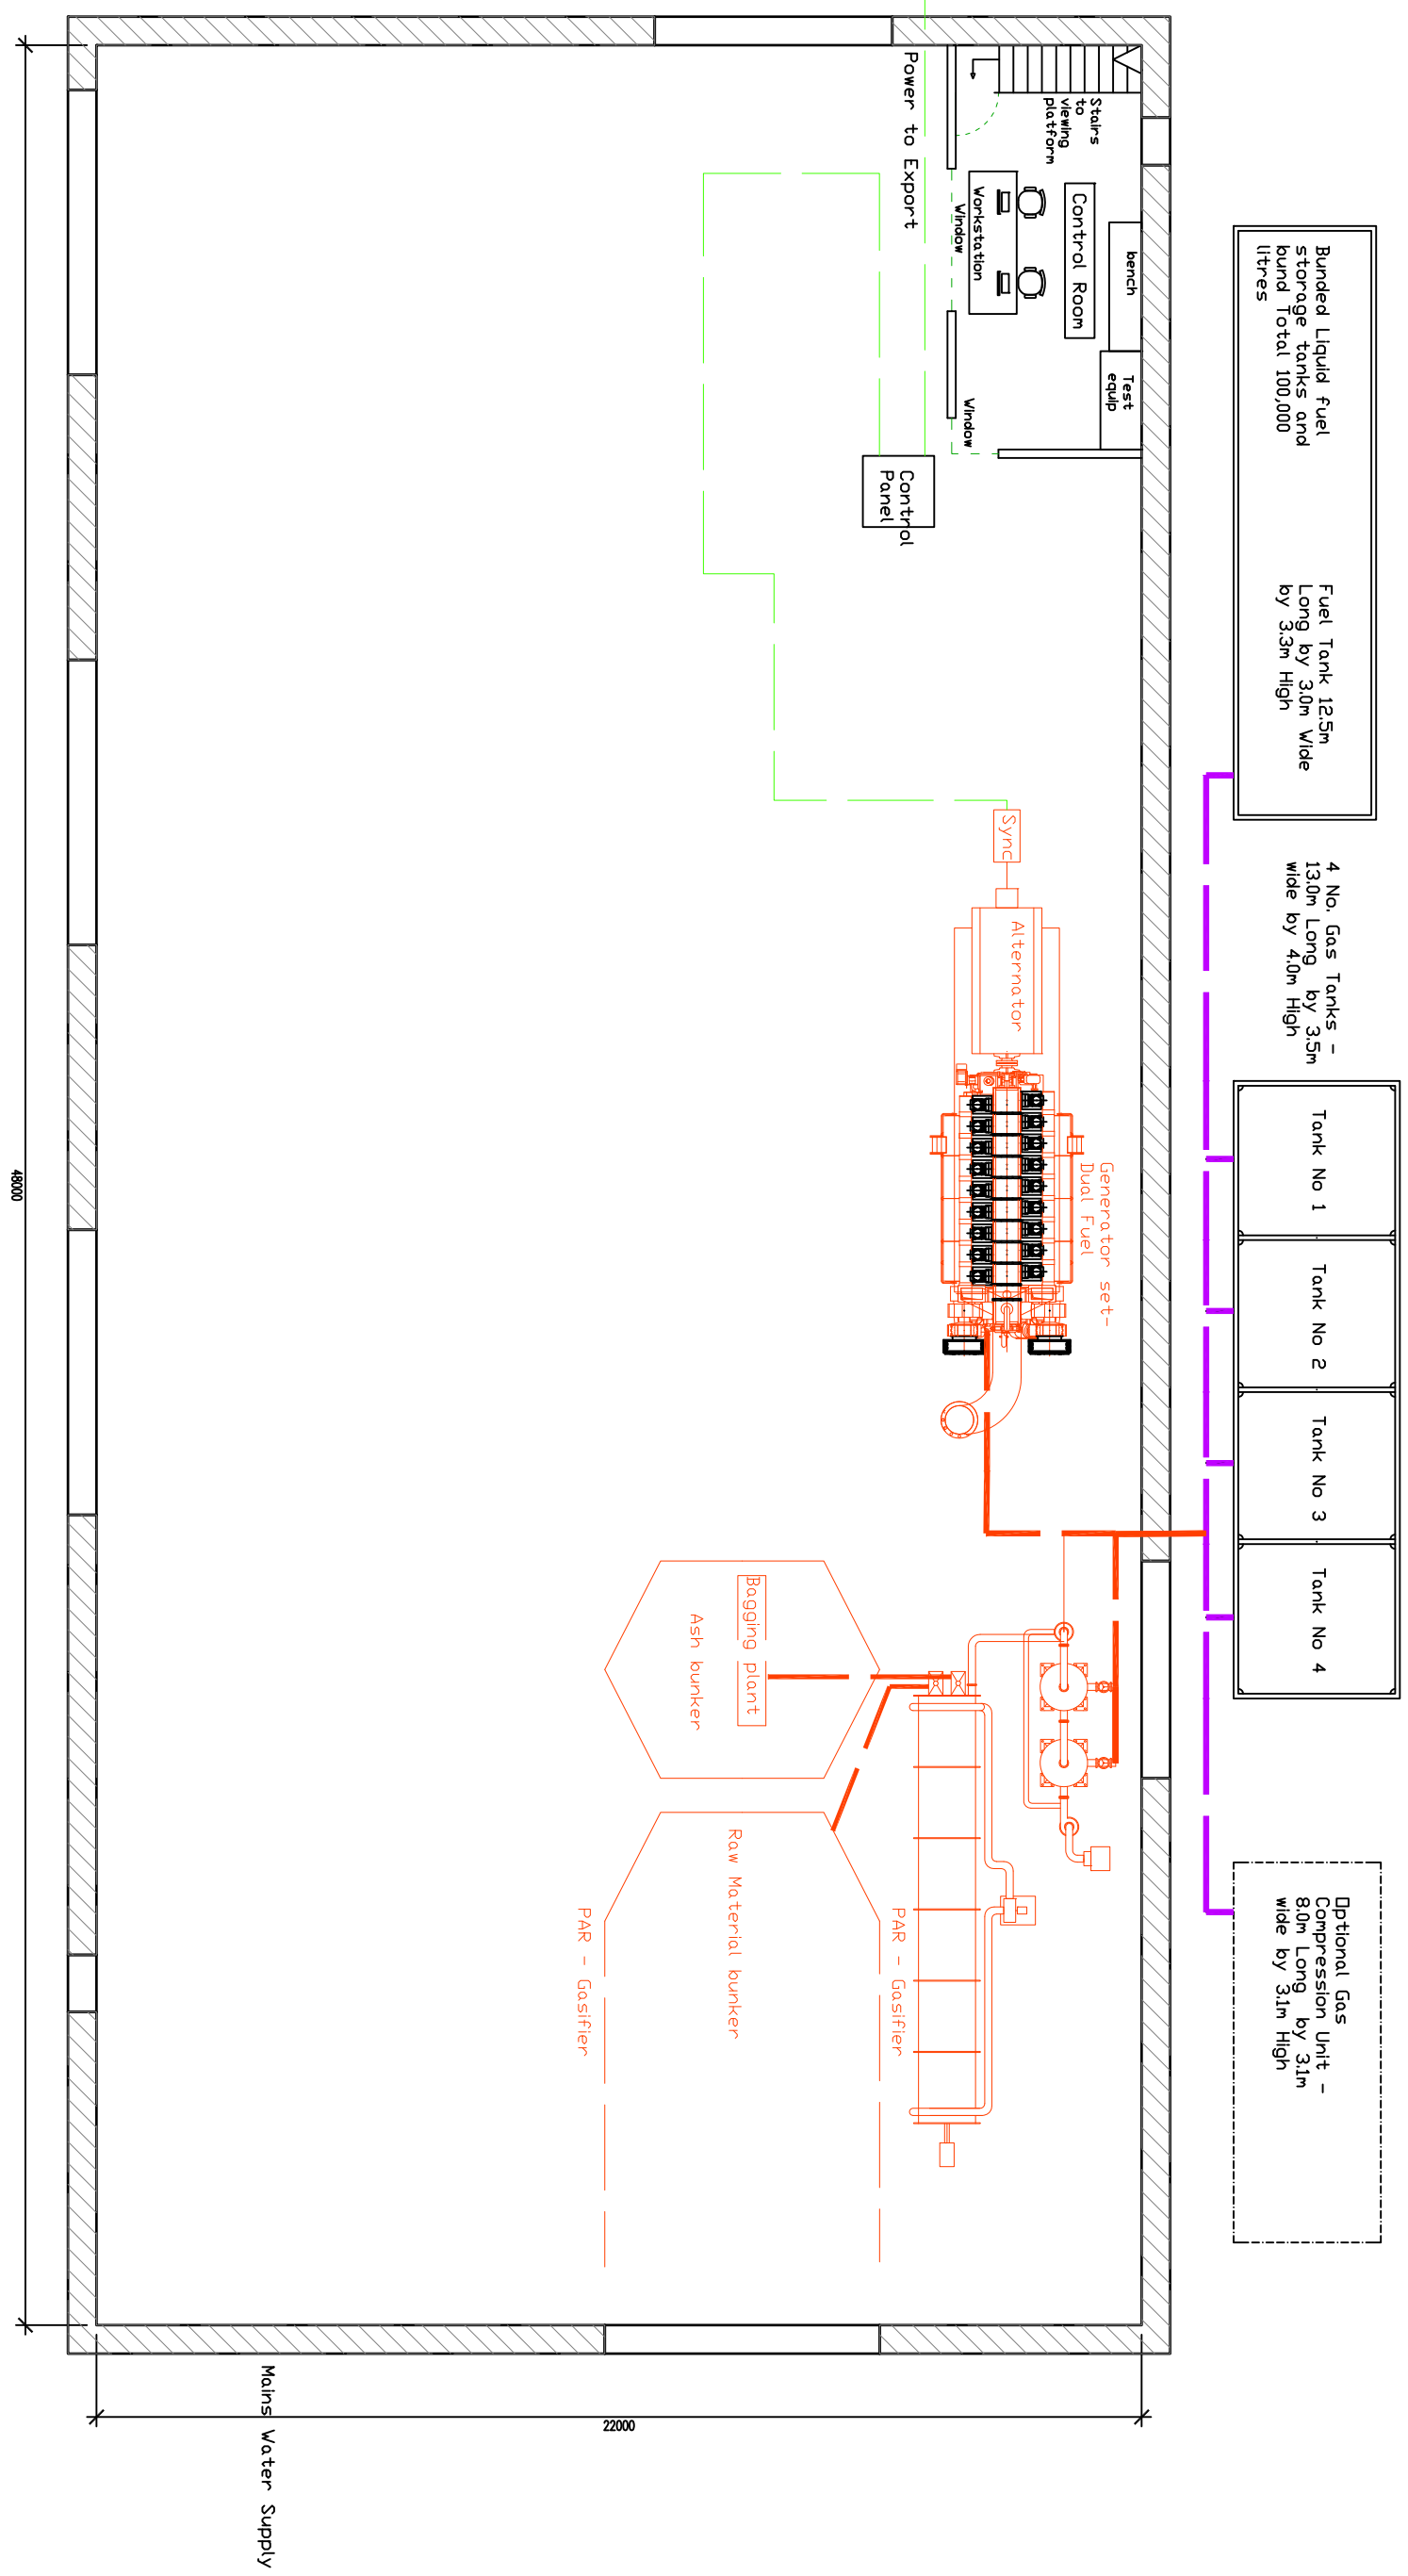 Bunded Liquid fuel
storage tanks and
bund Total 100,000
litres
Fuel Tank 12.5m
Long by 3.0m Wide
by 3.3m High
4 No. Gas Tanks -
13.0m Long by 3.5m
wide by 4.0m High
Tank No 1
Tank No 2
Tank No 3
Tank No 4
Optional Gas
Compression Unit -
8.0m Long by 3.1m
wide by 3.1m High
Stairs
to
viewing
platform
Control Room
bench
Test
equip
Workstation
Window
Window
Power to Export
Control
Panel
Sync
Alternator
Generator set-
Dual Fuel
Bagging plant
Ash bunker
Raw Material bunker
PAR - Gasifier
PAR - Gasifier
48000
22000
Mains Water Supply